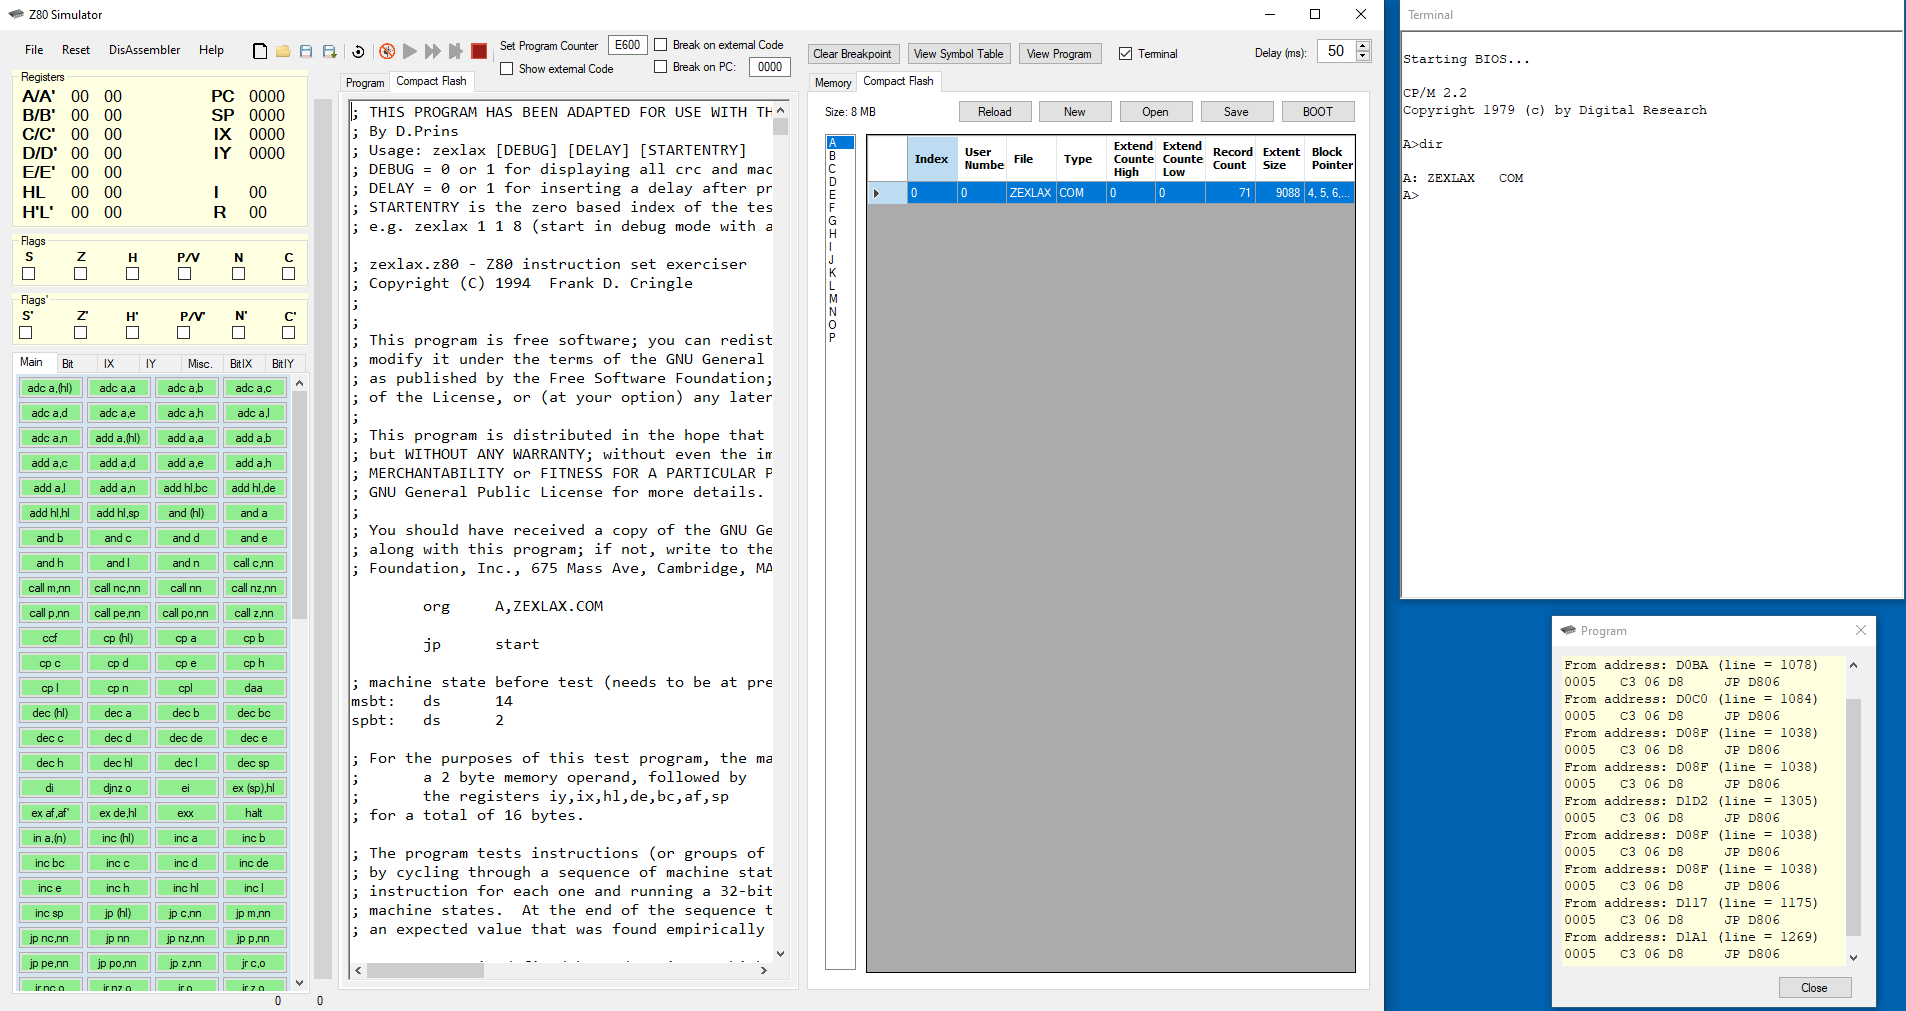 Z80 Simulator
File Reset DisAssembler Help
Set Program Counter E600
Break on external Code
Show external Code
Break on PC: 0000
Clear Breakpoint View Symbol Table View Program Terminal Delay (ms): 50
Registers
A/A' 00 00 PC 0000
B/B' 00 00 SP 0000
C/C' 00 00 IX 0000
D/D' 00 00 IY 0000
E/E' 00 00
HL 00 00 I 00
H'L' 00 00 R 00
Flags
S Z H P/V N C
Flags'
S' Z' H' P/V' N' C'
Main Bit IX IY Misc. BitIX BitIY
adc a,(hl) adc a,a adc a,b adc a,c
adc a,d adc a,e adc a,h adc a,l
adc a,n add a,(hl) add a,a add a,b
add a,c add a,d add a,e add a,h
add a,l add a,n add hl,bc add hl,de
add hl,hl add hl,sp and (hl) and a
and b and c and d and e
and h and l and n call c,nn
call m,nn call nc,nn call nn call nz,nn
call p,nn call pe,nn call po,nn call z,nn
ccf cp (hl) cp a cp b
cp c cp d cp e cp h
cp l cp n cpl daa
dec (hl) dec a dec b dec bc
dec c dec d dec de dec e
dec h dec hl dec l dec sp
di djnz o ei ex (sp),hl
ex af,af' ex de,hl exx halt
in a,(n) inc (hl) inc a inc b
inc bc inc c inc d inc de
inc e inc h inc hl inc l
inc sp jp (hl) jp c,nn jp m,nn
jp nc,nn jp nn jp nz,nn jp p,nn
jp pe,nn jp po,nn jp z,nn jr c,o
jr nc,o jr nz,o jr o jr z,o
0 0
Program Compact Flash
; THIS PROGRAM HAS BEEN ADAPTED FOR USE WITH TH
; By D.Prins
; Usage: zexlax [DEBUG] [DELAY] [STARTENTRY]
; DEBUG = 0 or 1 for displaying all crc and mac
; DELAY = 0 or 1 for inserting a delay after pr
; STARTENTRY is the zero based index of the tes
; e.g. zexlax 1 1 8 (start in debug mode with a
; zexlax.z80 - Z80 instruction set exerciser
; Copyright (C) 1994 Frank D. Cringle
;
;
; This program is free software; you can redist
; modify it under the terms of the GNU General
; as published by the Free Software Foundation;
; of the License, or (at your option) any later
;
; This program is distributed in the hope that
; but WITHOUT ANY WARRANTY; without even the im
; MERCHANTABILITY or FITNESS FOR A PARTICULAR P
; GNU General Public License for more details.
;
; You should have received a copy of the GNU Ge
; along with this program; if not, write to the
; Foundation, Inc., 675 Mass Ave, Cambridge, MA
org A,ZEXLAX.COM
jp start
; machine state before test (needs to be at pre
msbt: ds 14
spbt: ds 2
; For the purposes of this test program, the ma
; a 2 byte memory operand, followed by
; the registers iy,ix,hl,de,bc,af,sp
; for a total of 16 bytes.
; The program tests instructions (or groups of
; by cycling through a sequence of machine stat
; instruction for each one and running a 32-bit
; machine states. At the end of the sequence t
; an expected value that was found empirically
Memory Compact Flash
Size: 8 MB Reload New Open Save BOOT
A
B
C
D
E
F
G
H
I
J
K
L
M
N
O
P
Index User Numbe File Type Extend Counte High Extend Counte Low Record Count Extent Size Block Pointer
0 0 ZEXLAX COM 0 0 71 9088 4, 5, 6,...
Terminal
Starting BIOS...
CP/M 2.2
Copyright 1979 (c) by Digital Research
A>dir
A: ZEXLAX COM
A>
Program
From address: D0BA (line = 1078)
0005 C3 06 D8 JP D806
From address: D0C0 (line = 1084)
0005 C3 06 D8 JP D806
From address: D08F (line = 1038)
0005 C3 06 D8 JP D806
From address: D08F (line = 1038)
0005 C3 06 D8 JP D806
From address: D1D2 (line = 1305)
0005 C3 06 D8 JP D806
From address: D08F (line = 1038)
0005 C3 06 D8 JP D806
From address: D08F (line = 1038)
0005 C3 06 D8 JP D806
From address: D117 (line = 1175)
0005 C3 06 D8 JP D806
From address: D1A1 (line = 1269)
0005 C3 06 D8 JP D806
Close